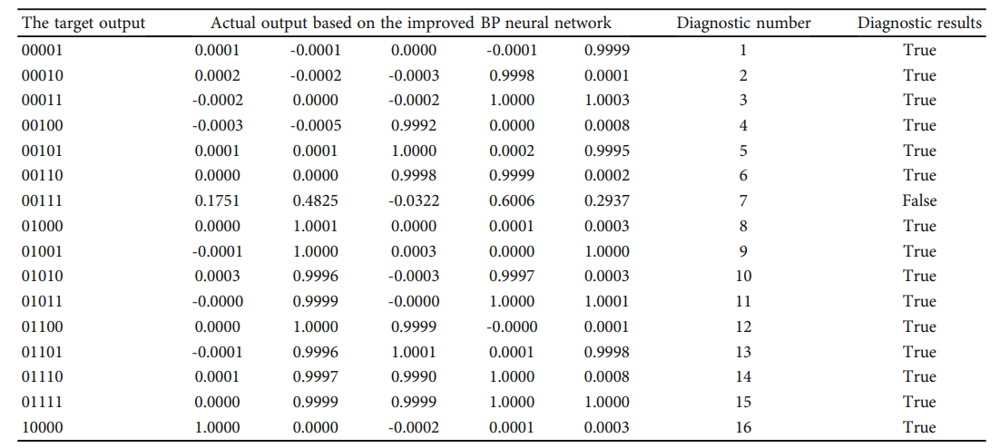 The target output Actual output based on the improved BP neural network Diagnostic number Diagnostic results
00001 0.0001 -0.0001 0.0000 -0.0001 0.9999 1 True
00010 0.0002 -0.0002 -0.0003 0.9998 0.0001 2 True
00011 -0.0002 0.0000 -0.0002 1.0000 1.0003 3 True
00100 -0.0003 -0.0005 0.9992 0.0000 0.0008 4 True
00101 0.0001 0.0001 1.0000 0.0002 0.9995 5 True
00110 0.0000 0.0000 0.9998 0.9999 0.0002 6 True
00111 0.1751 0.4825 -0.0322 0.6006 0.2937 7 False
01000 0.0000 1.0001 0.0000 0.0001 0.0003 8 True
01001 -0.0001 1.0000 0.0003 0.0000 1.0000 9 True
01010 0.0003 0.9996 -0.0003 0.9997 0.0003 10 True
01011 -0.0000 0.9999 -0.0000 1.0000 1.0001 11 True
01100 0.0000 1.0000 0.9999 -0.0000 0.0001 12 True
01101 -0.0001 0.9996 1.0001 0.0001 0.9998 13 True
01110 0.0001 0.9997 0.9990 1.0000 0.0008 14 True
01111 0.0000 0.9999 0.9999 1.0000 1.0000 15 True
10000 1.0000 0.0000 -0.0002 0.0001 0.0003 16 True